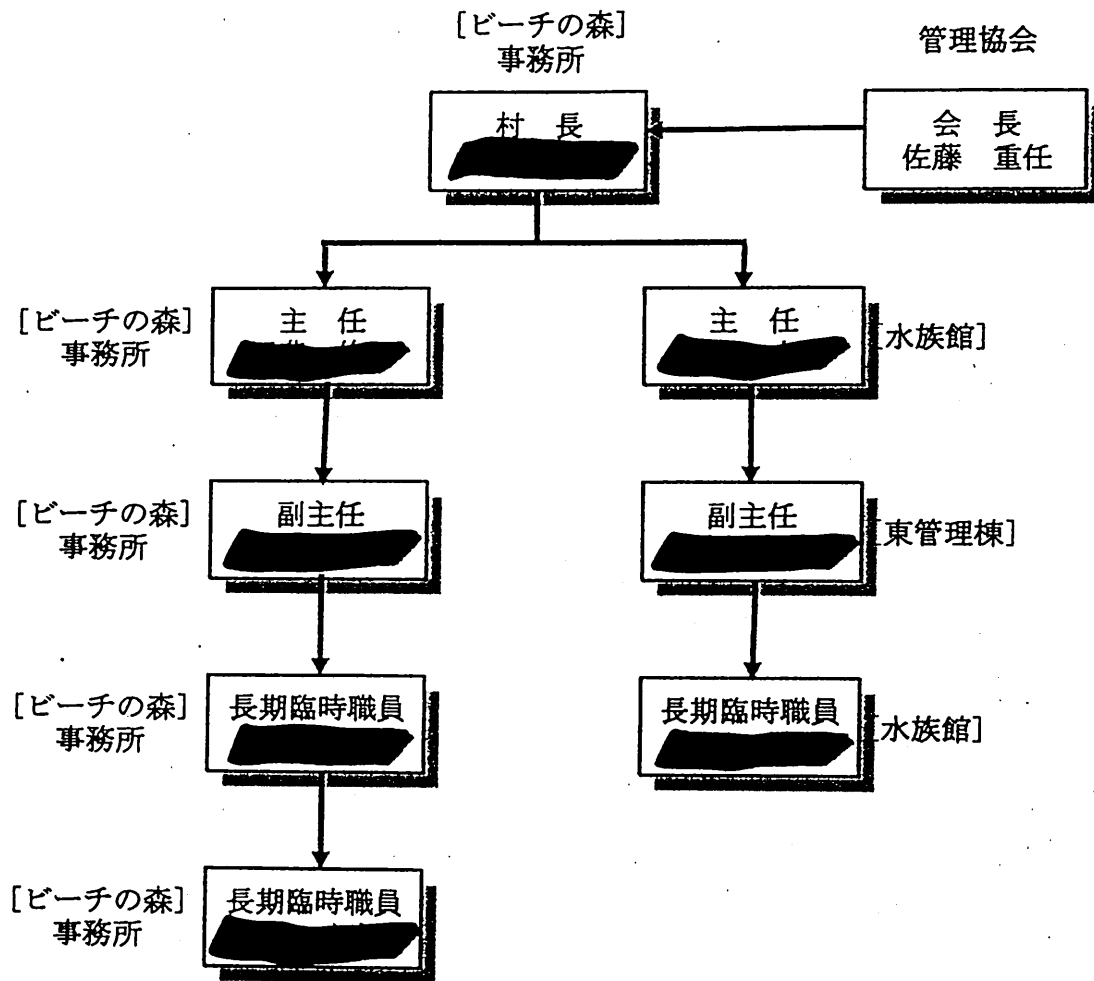 [ビーチの森]
事務所
管理協会
村 長
会 長
佐藤 重任
[ビーチの森]
事務所
主 任
主 任
[水族館]
[ビーチの森]
事務所
副主任
副主任
[東管理棟]
[ビーチの森]
事務所
長期臨時職員
長期臨時職員
[水族館]
[ビーチの森]
事務所
長期臨時職員